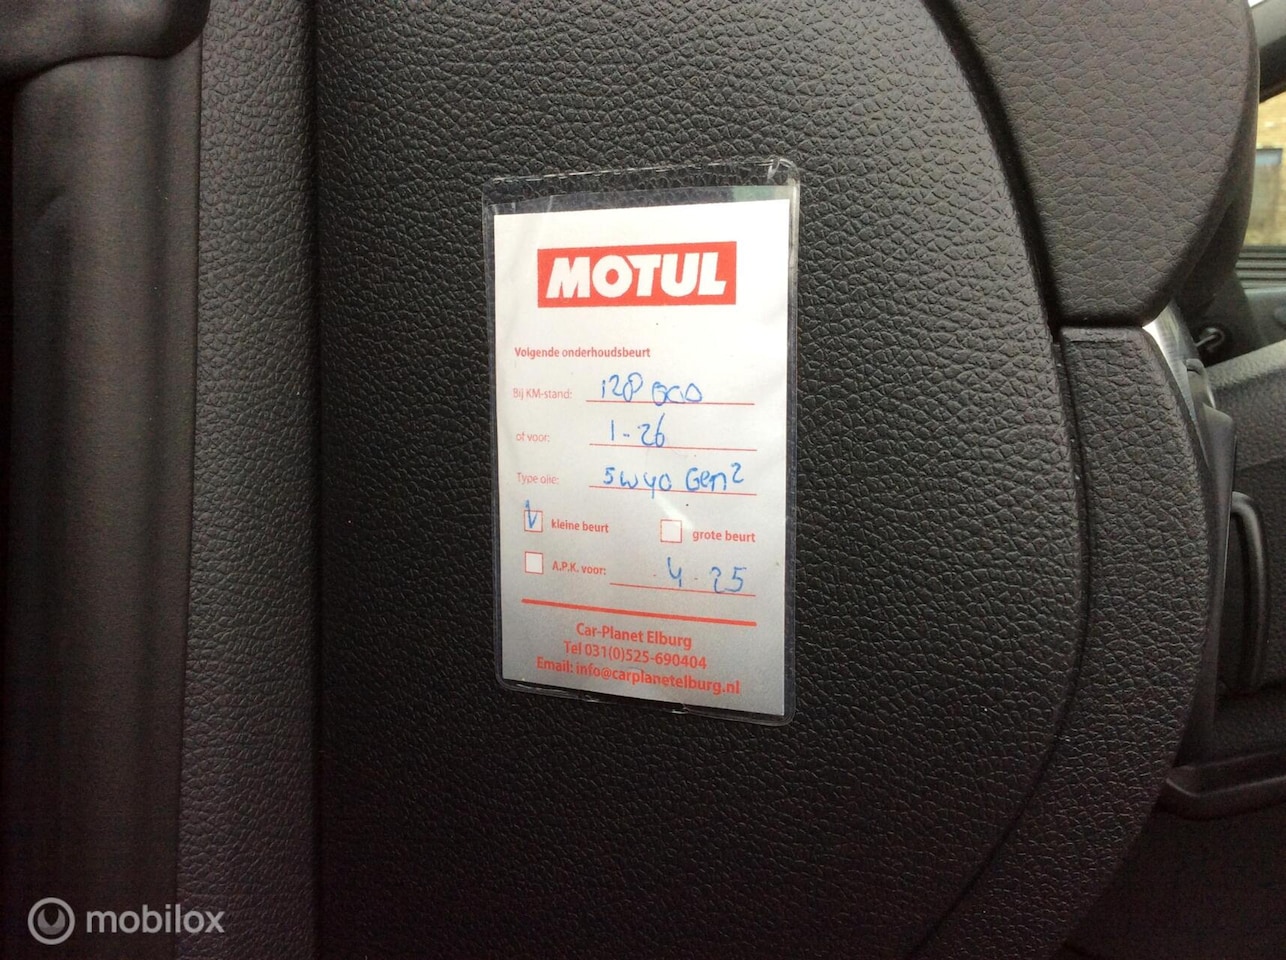 MOTUL
Volgende onderhoudsbeurt
Bij KM-stand: 128 000
of voor: 1-26
Type olie: 5W40 Gen2
V kleine beurt grote beurt
A.P.K. voor: 4-25
Car-Planet Elburg
Tel 031(0)525-690404
Email: info@carplanetelburg.nl
mobilox